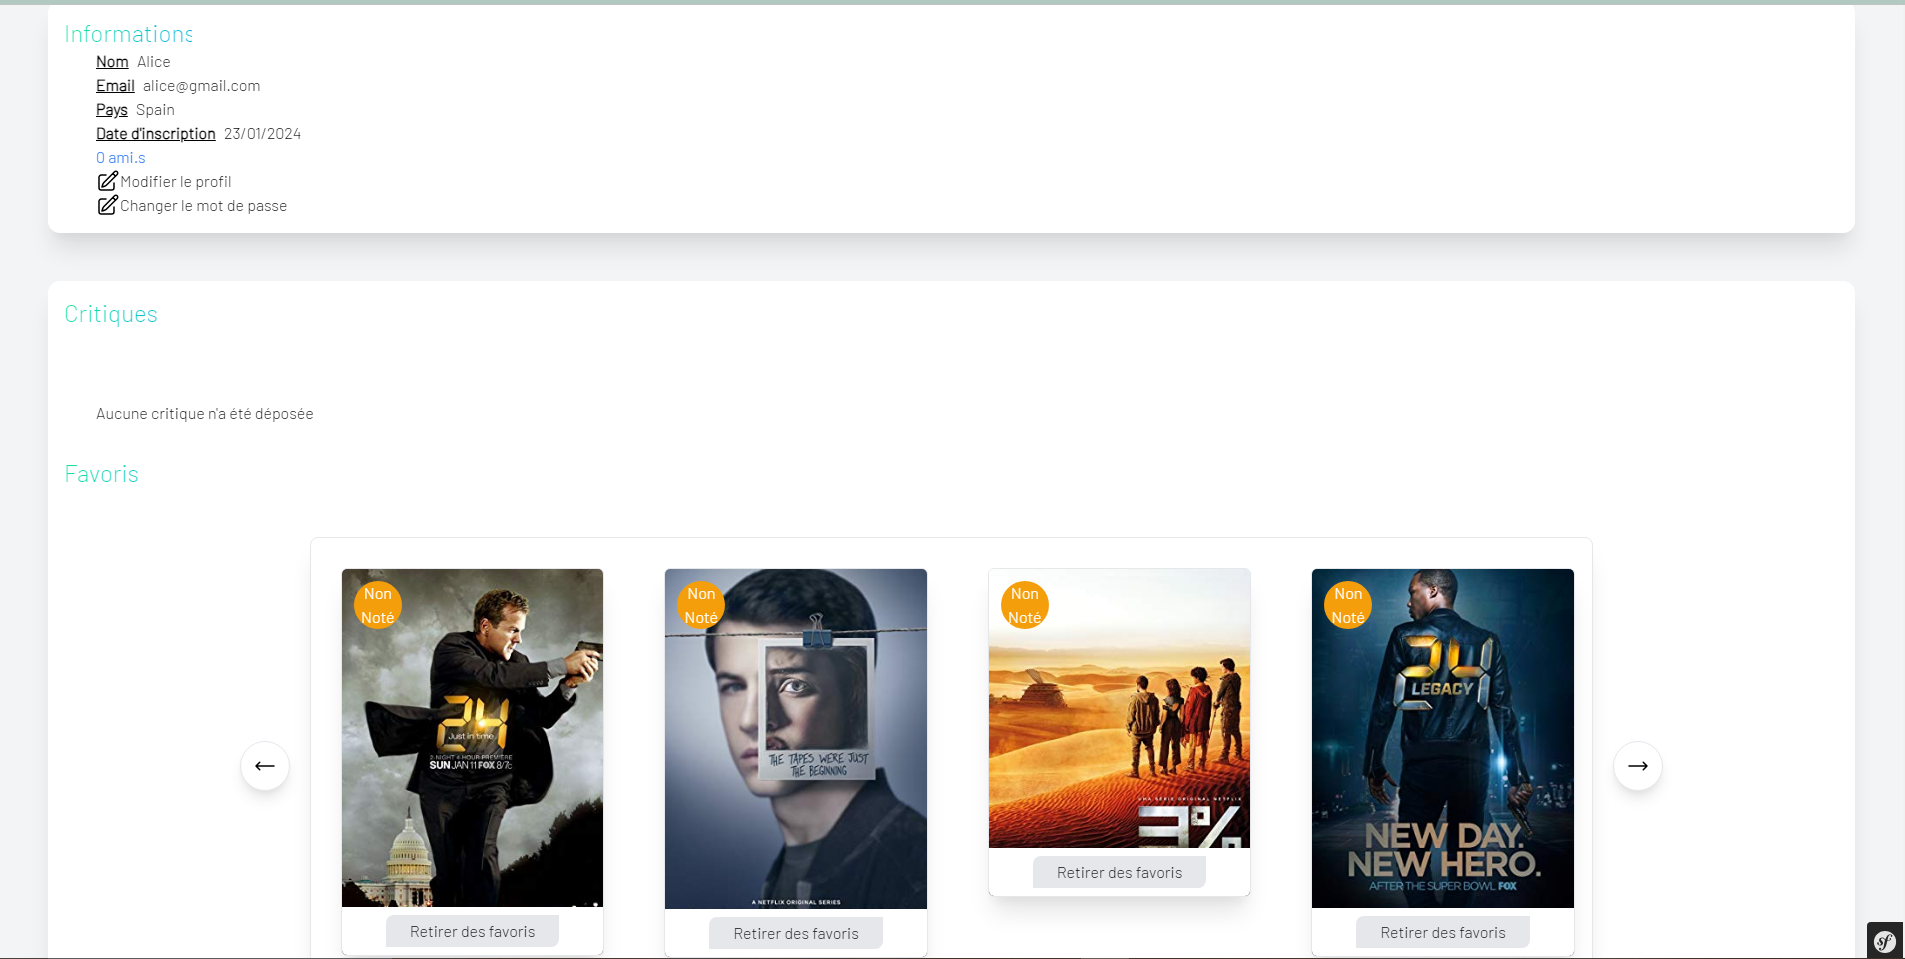 Informations
Nom Alice
Email alice@gmail.com
Pays Spain
Date d'inscription 23/01/2024
0 ami.s
Modifier le profil
Changer le mot de passe
Critiques
Aucune critique n'a été déposée
Favoris
Non
Noté
24
Just in time
2-NIGHT 4-HOUR PREMIERE
SUN JAN 11 FOX 8/7c
Retirer des favoris
Non
Noté
THE TAPES WERE JUST
THE BEGINNING
A NETFLIX ORIGINAL SERIES
Retirer des favoris
Non
Noté
UMA SÉRIE ORIGINAL NETFLIX
3%
Retirer des favoris
Non
Noté
24
LEGACY
NEW DAY.
NEW HERO.
AFTER THE SUPER BOWL FOX
Retirer des favoris
sf